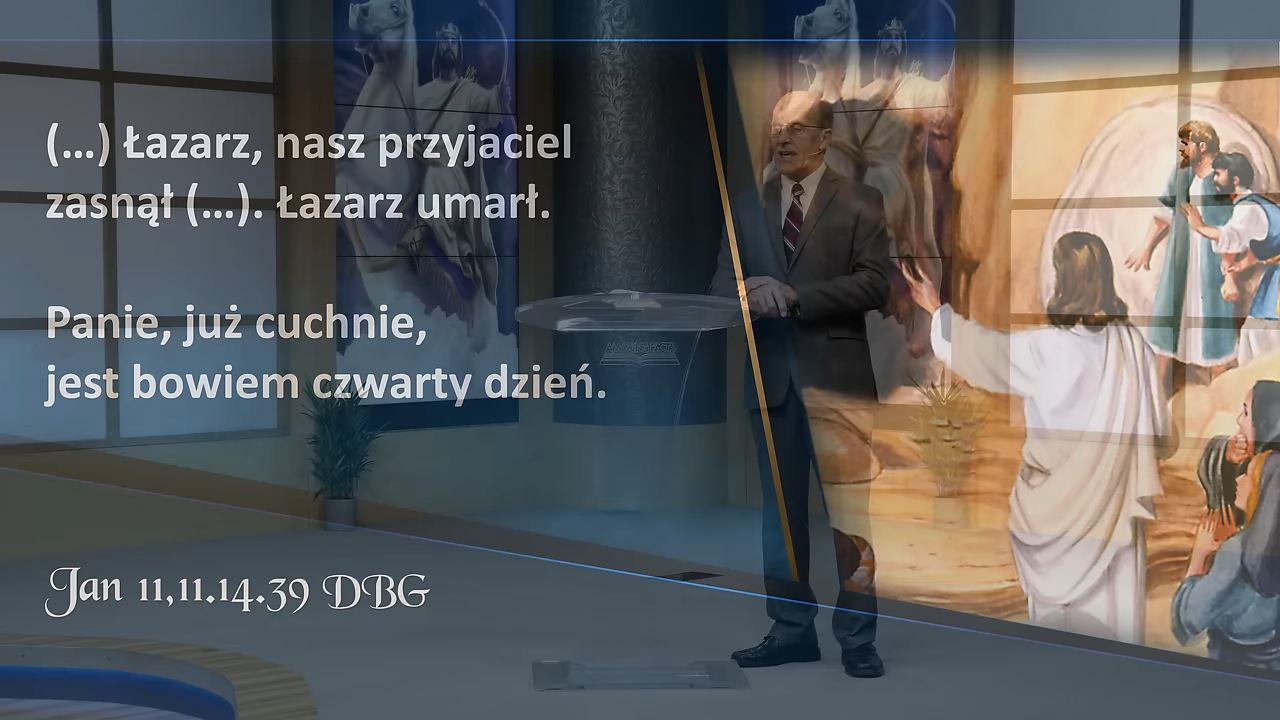 (...) Łazarz, nasz przyjaciel
zasnął (...). Łazarz umarł.
Panie, już cuchnie,
jest bowiem czwarty dzień.
Jan 11,11.14.39 DBG